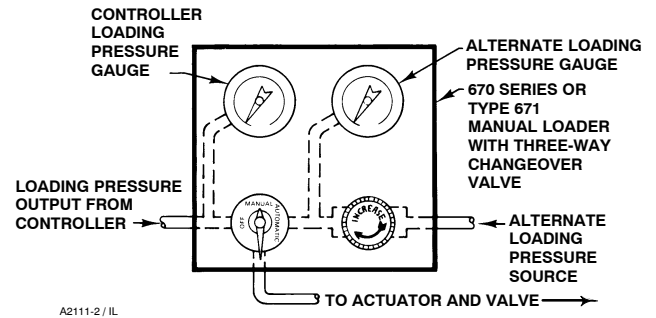 CONTROLLER
LOADING
PRESSURE
GAUGE
ALTERNATE LOADING
PRESSURE GAUGE
670 SERIES OR
TYPE 671
MANUAL LOADER
WITH THREE-WAY
CHANGEOVER
VALVE
LOADING PRESSURE
OUTPUT FROM
CONTROLLER
OFF
MANUAL
AUTOMATIC
INCREASE
ALTERNATE
LOADING
PRESSURE
SOURCE
TO ACTUATOR AND VALVE
A2111-2 / IL